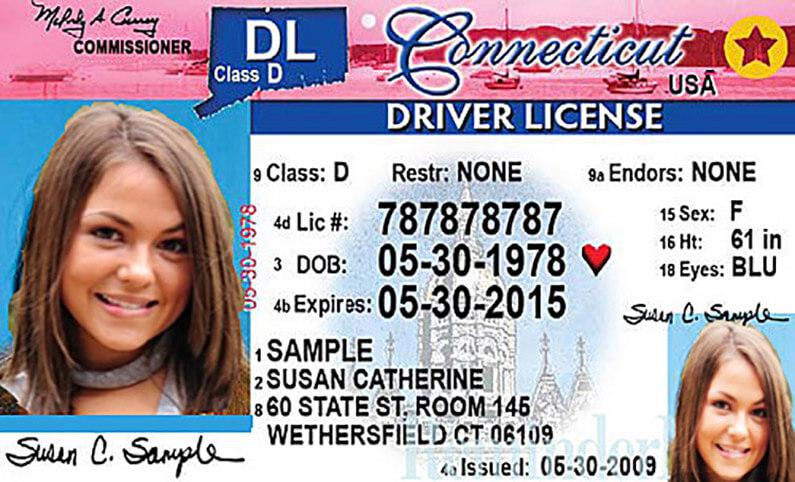 COMMISSIONER
DL
Class D
Connecticut
USA
DRIVER LICENSE
9 Class: D Restr: NONE 9a Endors: NONE
4d Lic #: 787878787
15 Sex: F
3 DOB: 05-30-1978
16 Ht: 61 in
18 Eyes: BLU
4b Expires: 05-30-2015
05-30-1978
Susan C. Sample
1 SAMPLE
2 SUSAN CATHERINE
8 60 STATE ST, ROOM 145
WETHERSFIELD CT 06109
4a Issued: 05-30-2009
Susan C. Sample